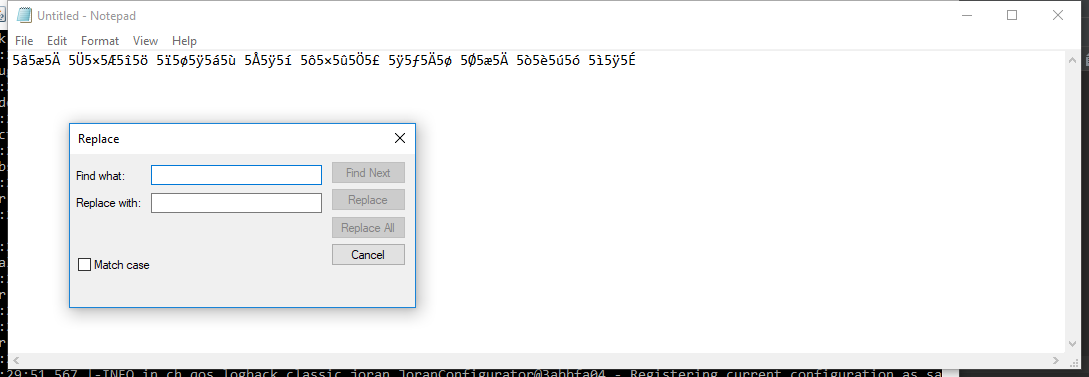 Untitled - Notepad
File Edit Format View Help
5â5æ5Ä 5Ü5×5Æ5î5ö 5ï5ø5ÿ5á5ù 5Å5ÿ5í 5ô5×5û5Ö5£ 5ÿ5ƒ5Ä5ø 5Ø5æ5Ä 5ò5è5ú5ó 5ì5ÿ5É
Replace
Find what:
Find Next
Replace with:
Replace
Replace All
Cancel
Match case
:29:51,567 |-INFO in ch.qos.logback.classic.joran.JoranConfigurator@3abbfa04 - Registering current configuration as sa